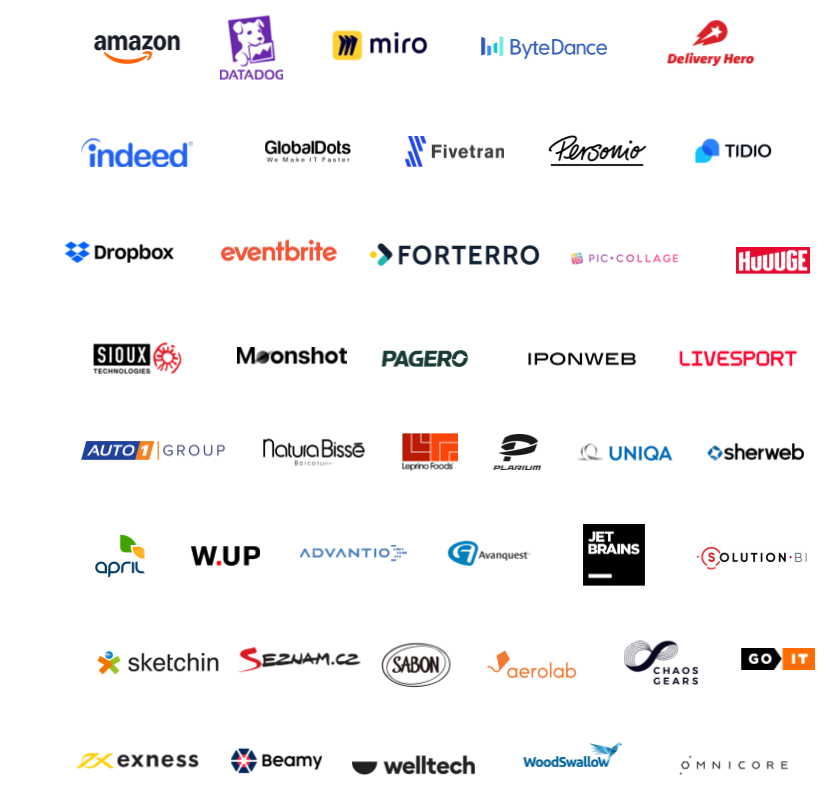 amazon
DATADOG
miro
ByteDance
Delivery Hero
indeed®
GlobalDots
We Make IT Faster
Fivetran
Personio
TIDIO
Dropbox
eventbrite
FORTERRO
PIC•COLLAGE
HUUUGE
SIOUX
TECHNOLOGIES
Moonshot
PAGERO
IPONWEB
LIVESPORT
AUTO1 GROUP
Natura Bissé
Barcelona
Leprino Foods
PLARIUM
UNIQA
sherweb
april
W.UP
ADVANTIO
Avanquest
JET
BRAINS
SOLUTION•BI
sketchin
SEZNAM.CZ
SABON
aerolab
CHAOS
GEARS
GO IT
exness
Beamy
welltech
WoodSwallow
OMNICORE